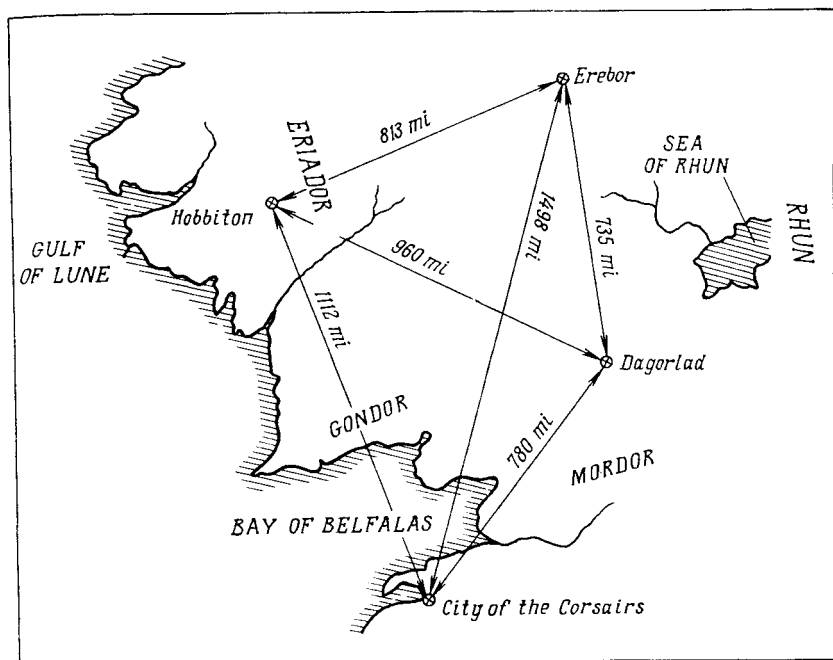 Erebor
813 mi
ERIADOR
SEA
OF RHUN
Hobbiton
1498 mi
RHUN
GULF
OF LUNE
960 mi
735 mi
1112 mi
Dagorlad
GONDOR
780 mi
MORDOR
BAY OF BELFALAS
City of the Corsairs